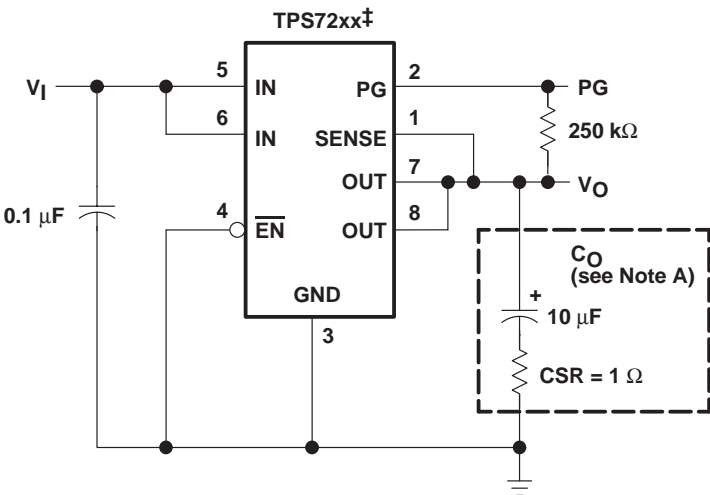 TPS72xx‡
VI
5
IN
PG
2
PG
6
IN
SENSE
1
250 kΩ
OUT
7
VO
0.1 μF
4
EN
OUT
8
CO
(see Note A)
GND
+
10 μF
3
CSR = 1 Ω